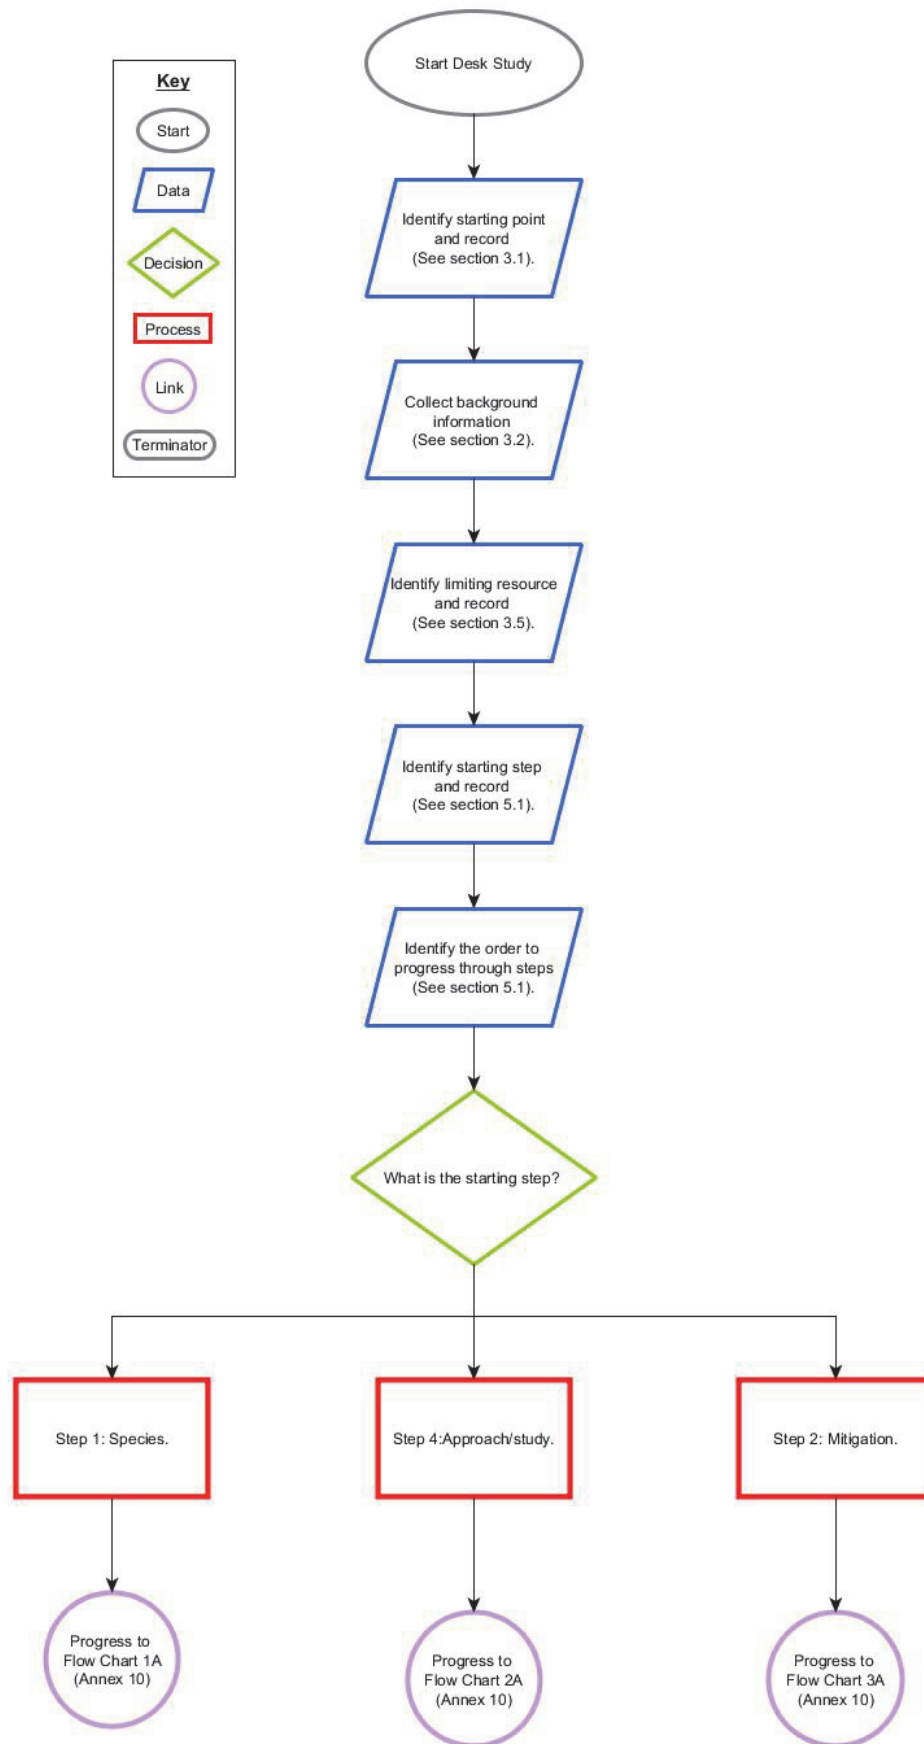 Start Desk Study
Key
Start
Data
Decision
Process
Link
Terminator
Identify starting point
and record
(See section 3.1).
Collect background
information
(See section 3.2).
Identify limiting resource
and record
(See section 3.5).
Identify starting step
and record
(See section 5.1).
Identify the order to
progress through steps
(See section 5.1).
What is the starting step?
Step 1: Species.
Step 4:Approach/study.
Step 2: Mitigation.
Progress to
Flow Chart 1A
(Annex 10)
Progress to
Flow Chart 2A
(Annex 10)
Progress to
Flow Chart 3A
(Annex 10)